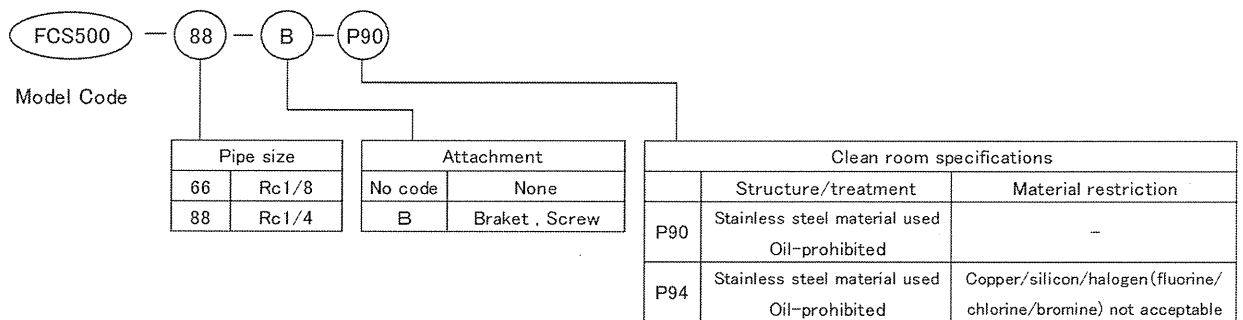 FCS500 — 88 — B — P90
Model Code
Pipe size
66 Rc1/8
88 Rc1/4
Attachment
No code None
B Braket , Screw
Clean room specifications
Structure/treatment Material restriction
P90 Stainless steel material used
Oil-prohibited –
P94 Stainless steel material used Copper/silicon/halogen(fluorine/
Oil-prohibited chlorine/bromine) not acceptable